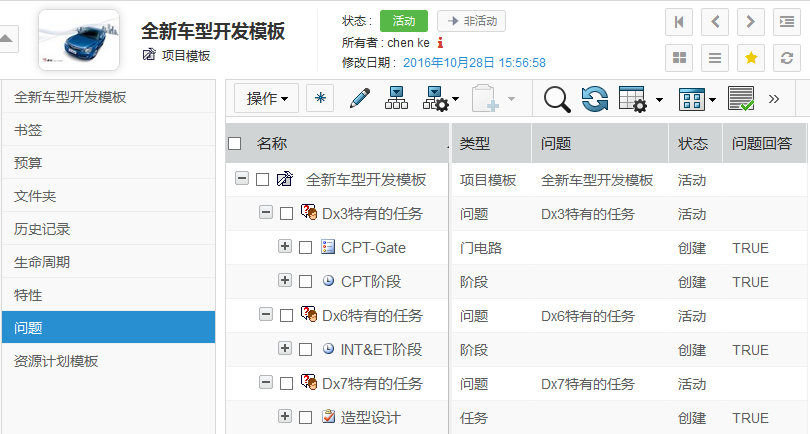 全新车型开发模板
项目模板
状态 : 活动 非活动
所有者 : chen ke
修改日期 : 2016年10月28日 15:56:58
全新车型开发模板
书签
预算
文件夹
历史记录
生命周期
特性
问题
资源计划模板
操作 »
名称 类型 问题 状态 问题回答
全新车型开发模板 项目模板 全新车型开发模板 活动
Dx3特有的任务 问题 Dx3特有的任务 活动
CPT-Gate 门电路 创建 TRUE
CPT阶段 阶段 创建 TRUE
Dx6特有的任务 问题 Dx6特有的任务 活动
INT&ET阶段 阶段 创建 TRUE
Dx7特有的任务 问题 Dx7特有的任务 活动
造型设计 任务 创建 TRUE